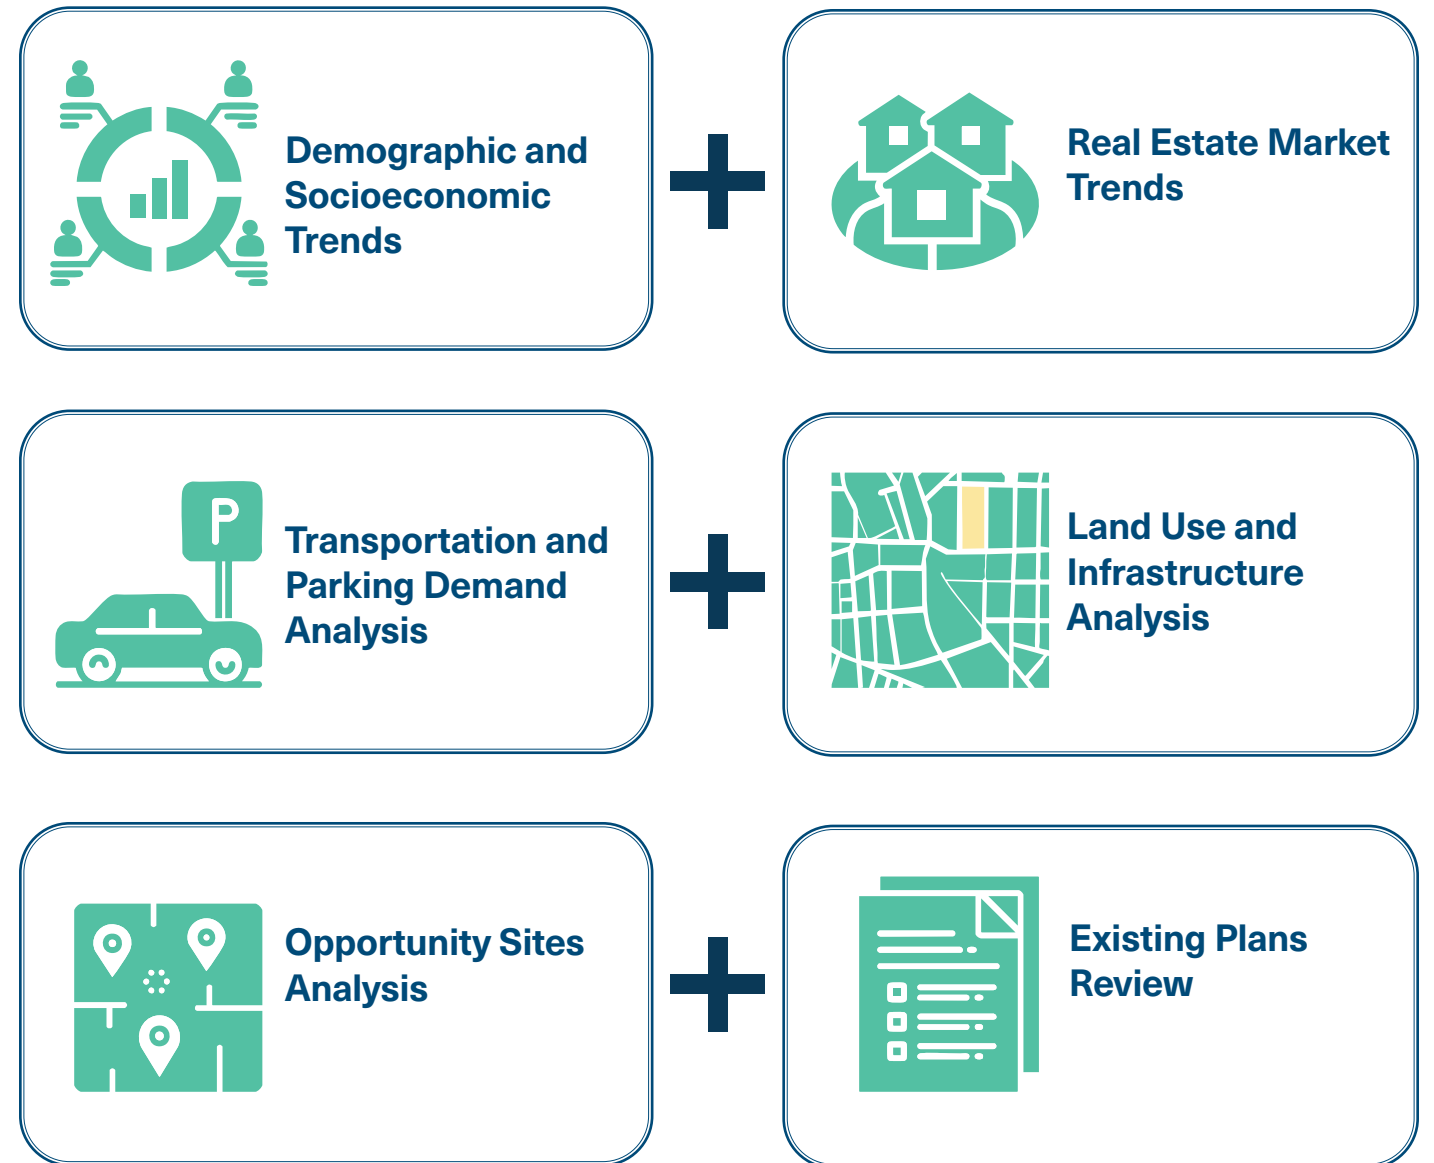 Demographic and
Socioeconomic
Trends
Real Estate Market
Trends
P
Transportation and
Parking Demand
Analysis
Land Use and
Infrastructure
Analysis
Opportunity Sites
Analysis
Existing Plans
Review